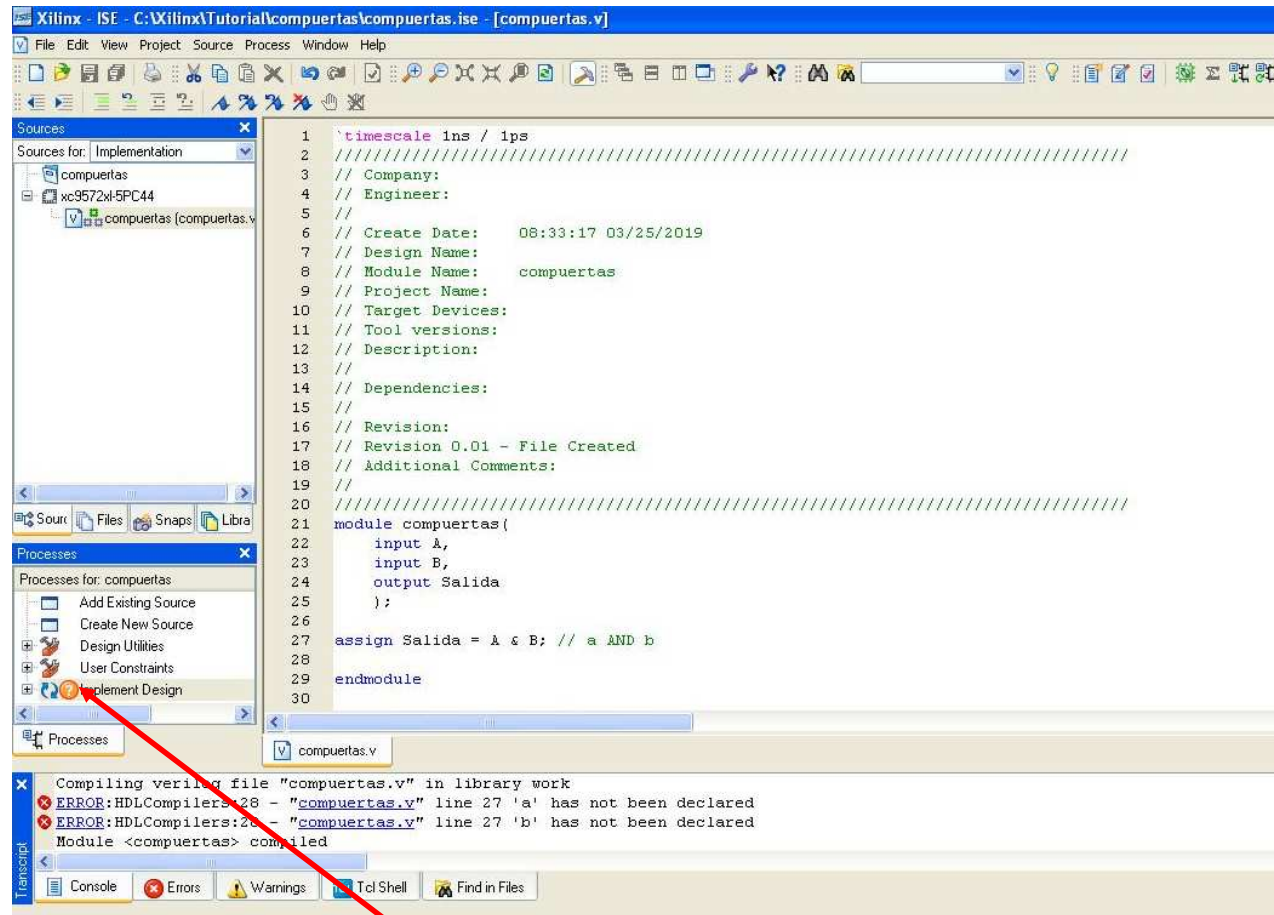 Xilinx - ISE - C:\Xilinx\Tutorial\compuertas\compuertas.ise - [compuertas.v]
File Edit View Project Source Process Window Help
Sources
Sources for: Implementation
compuertas
xc9572xl-5PC44
compuertas (compuertas.v
Sourc Files Snaps Libra
Processes
Processes for: compuertas
Add Existing Source
Create New Source
Design Utilities
User Constraints
Implement Design
Processes
1 `timescale 1ns / 1ps
2 //////////////////////////////////////////////////////////////////////////////////
3 // Company:
4 // Engineer:
5 //
6 // Create Date: 08:33:17 03/25/2019
7 // Design Name:
8 // Module Name: compuertas
9 // Project Name:
10 // Target Devices:
11 // Tool versions:
12 // Description:
13 //
14 // Dependencies:
15 //
16 // Revision:
17 // Revision 0.01 - File Created
18 // Additional Comments:
19 //
20 //////////////////////////////////////////////////////////////////////////////////
21 module compuertas(
22 input A,
23 input B,
24 output Salida
25 );
26
27 assign Salida = A & B; // a AND b
28
29 endmodule
30
compuertas.v
Compiling verilog file "compuertas.v" in library work
ERROR:HDLCompilers:28 - "compuertas.v" line 27 'a' has not been declared
ERROR:HDLCompilers:28 - "compuertas.v" line 27 'b' has not been declared
Module <compuertas> compiled
Transcript
Console Errors Warnings Tcl Shell Find in Files